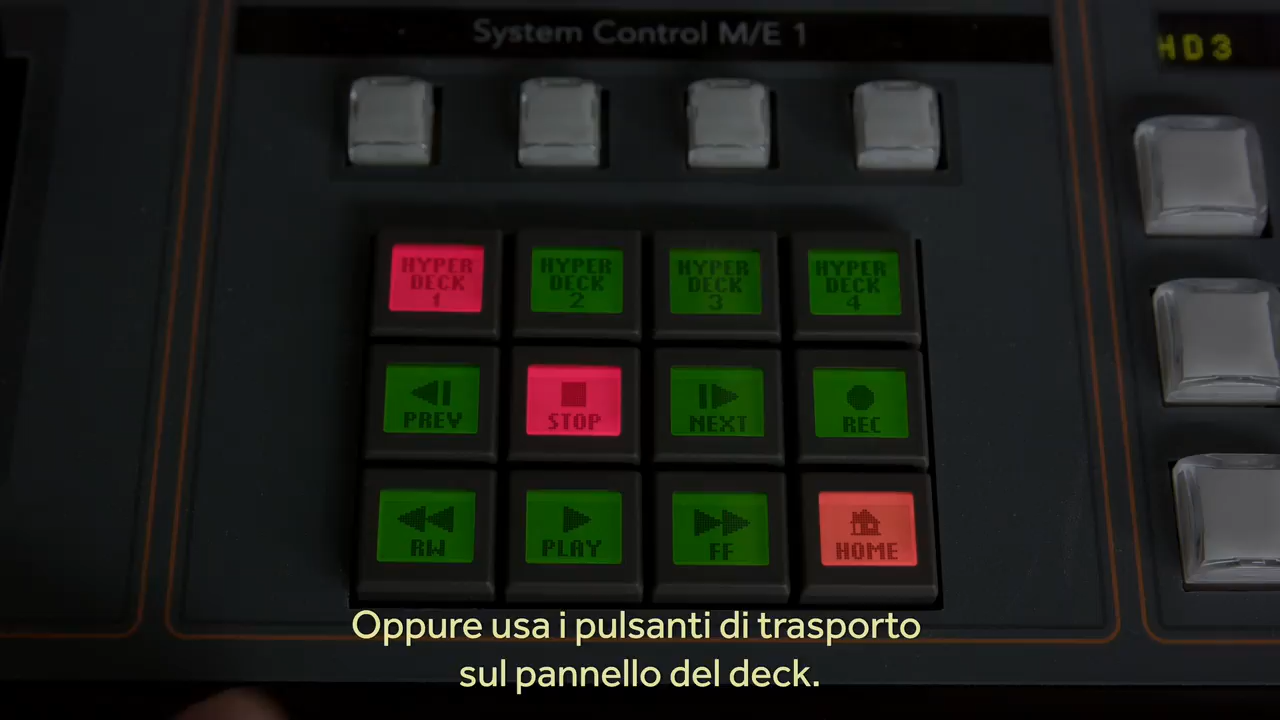 System Control M/E 1
HD3
HYPER DECK 1
HYPER DECK 2
HYPER DECK 3
HYPER DECK 4
PREV
STOP
NEXT
REC
RW
PLAY
FF
HOME
Oppure usa i pulsanti di trasporto
sul pannello del deck.